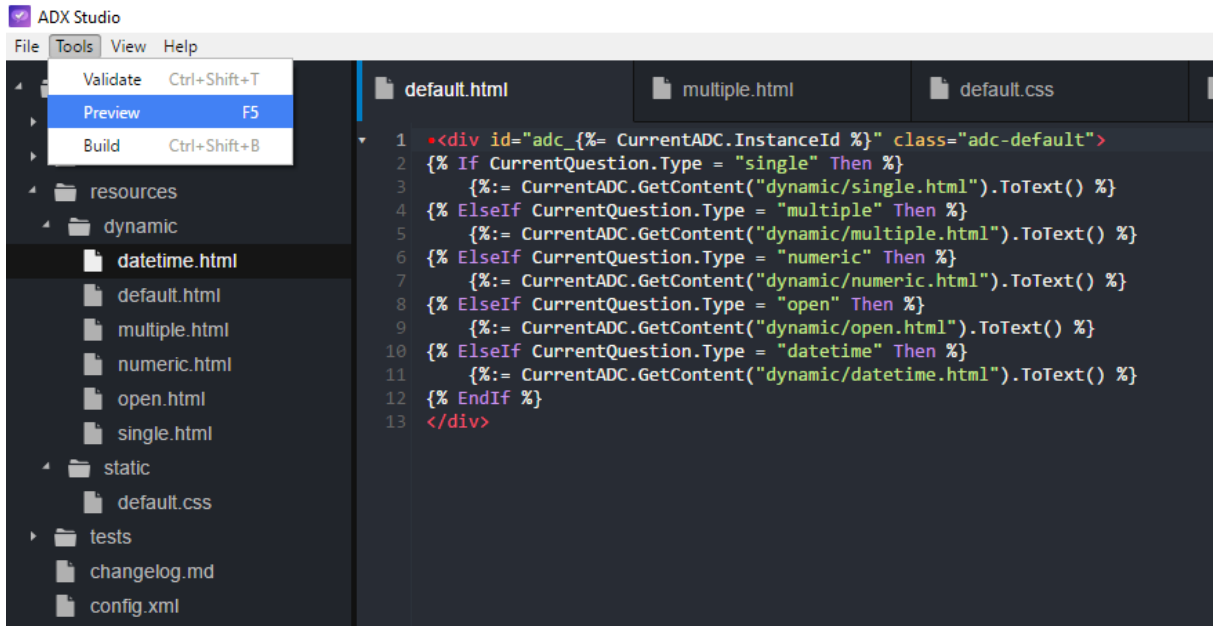 ADX Studio
File Tools View Help
Validate Ctrl+Shift+T
Preview F5
Build Ctrl+Shift+B
resources
dynamic
datetime.html
default.html
multiple.html
numeric.html
open.html
single.html
static
default.css
tests
changelog.md
config.xml
default.html multiple.html default.css
1 <div id="adc_{%= CurrentADC.InstanceId %}" class="adc-default">
2 {% If CurrentQuestion.Type = "single" Then %}
3     {%:= CurrentADC.GetContent("dynamic/single.html").ToText() %}
4 {% ElseIf CurrentQuestion.Type = "multiple" Then %}
5     {%:= CurrentADC.GetContent("dynamic/multiple.html").ToText() %}
6 {% ElseIf CurrentQuestion.Type = "numeric" Then %}
7     {%:= CurrentADC.GetContent("dynamic/numeric.html").ToText() %}
8 {% ElseIf CurrentQuestion.Type = "open" Then %}
9     {%:= CurrentADC.GetContent("dynamic/open.html").ToText() %}
10 {% ElseIf CurrentQuestion.Type = "datetime" Then %}
11     {%:= CurrentADC.GetContent("dynamic/datetime.html").ToText() %}
12 {% EndIf %}
13 </div>